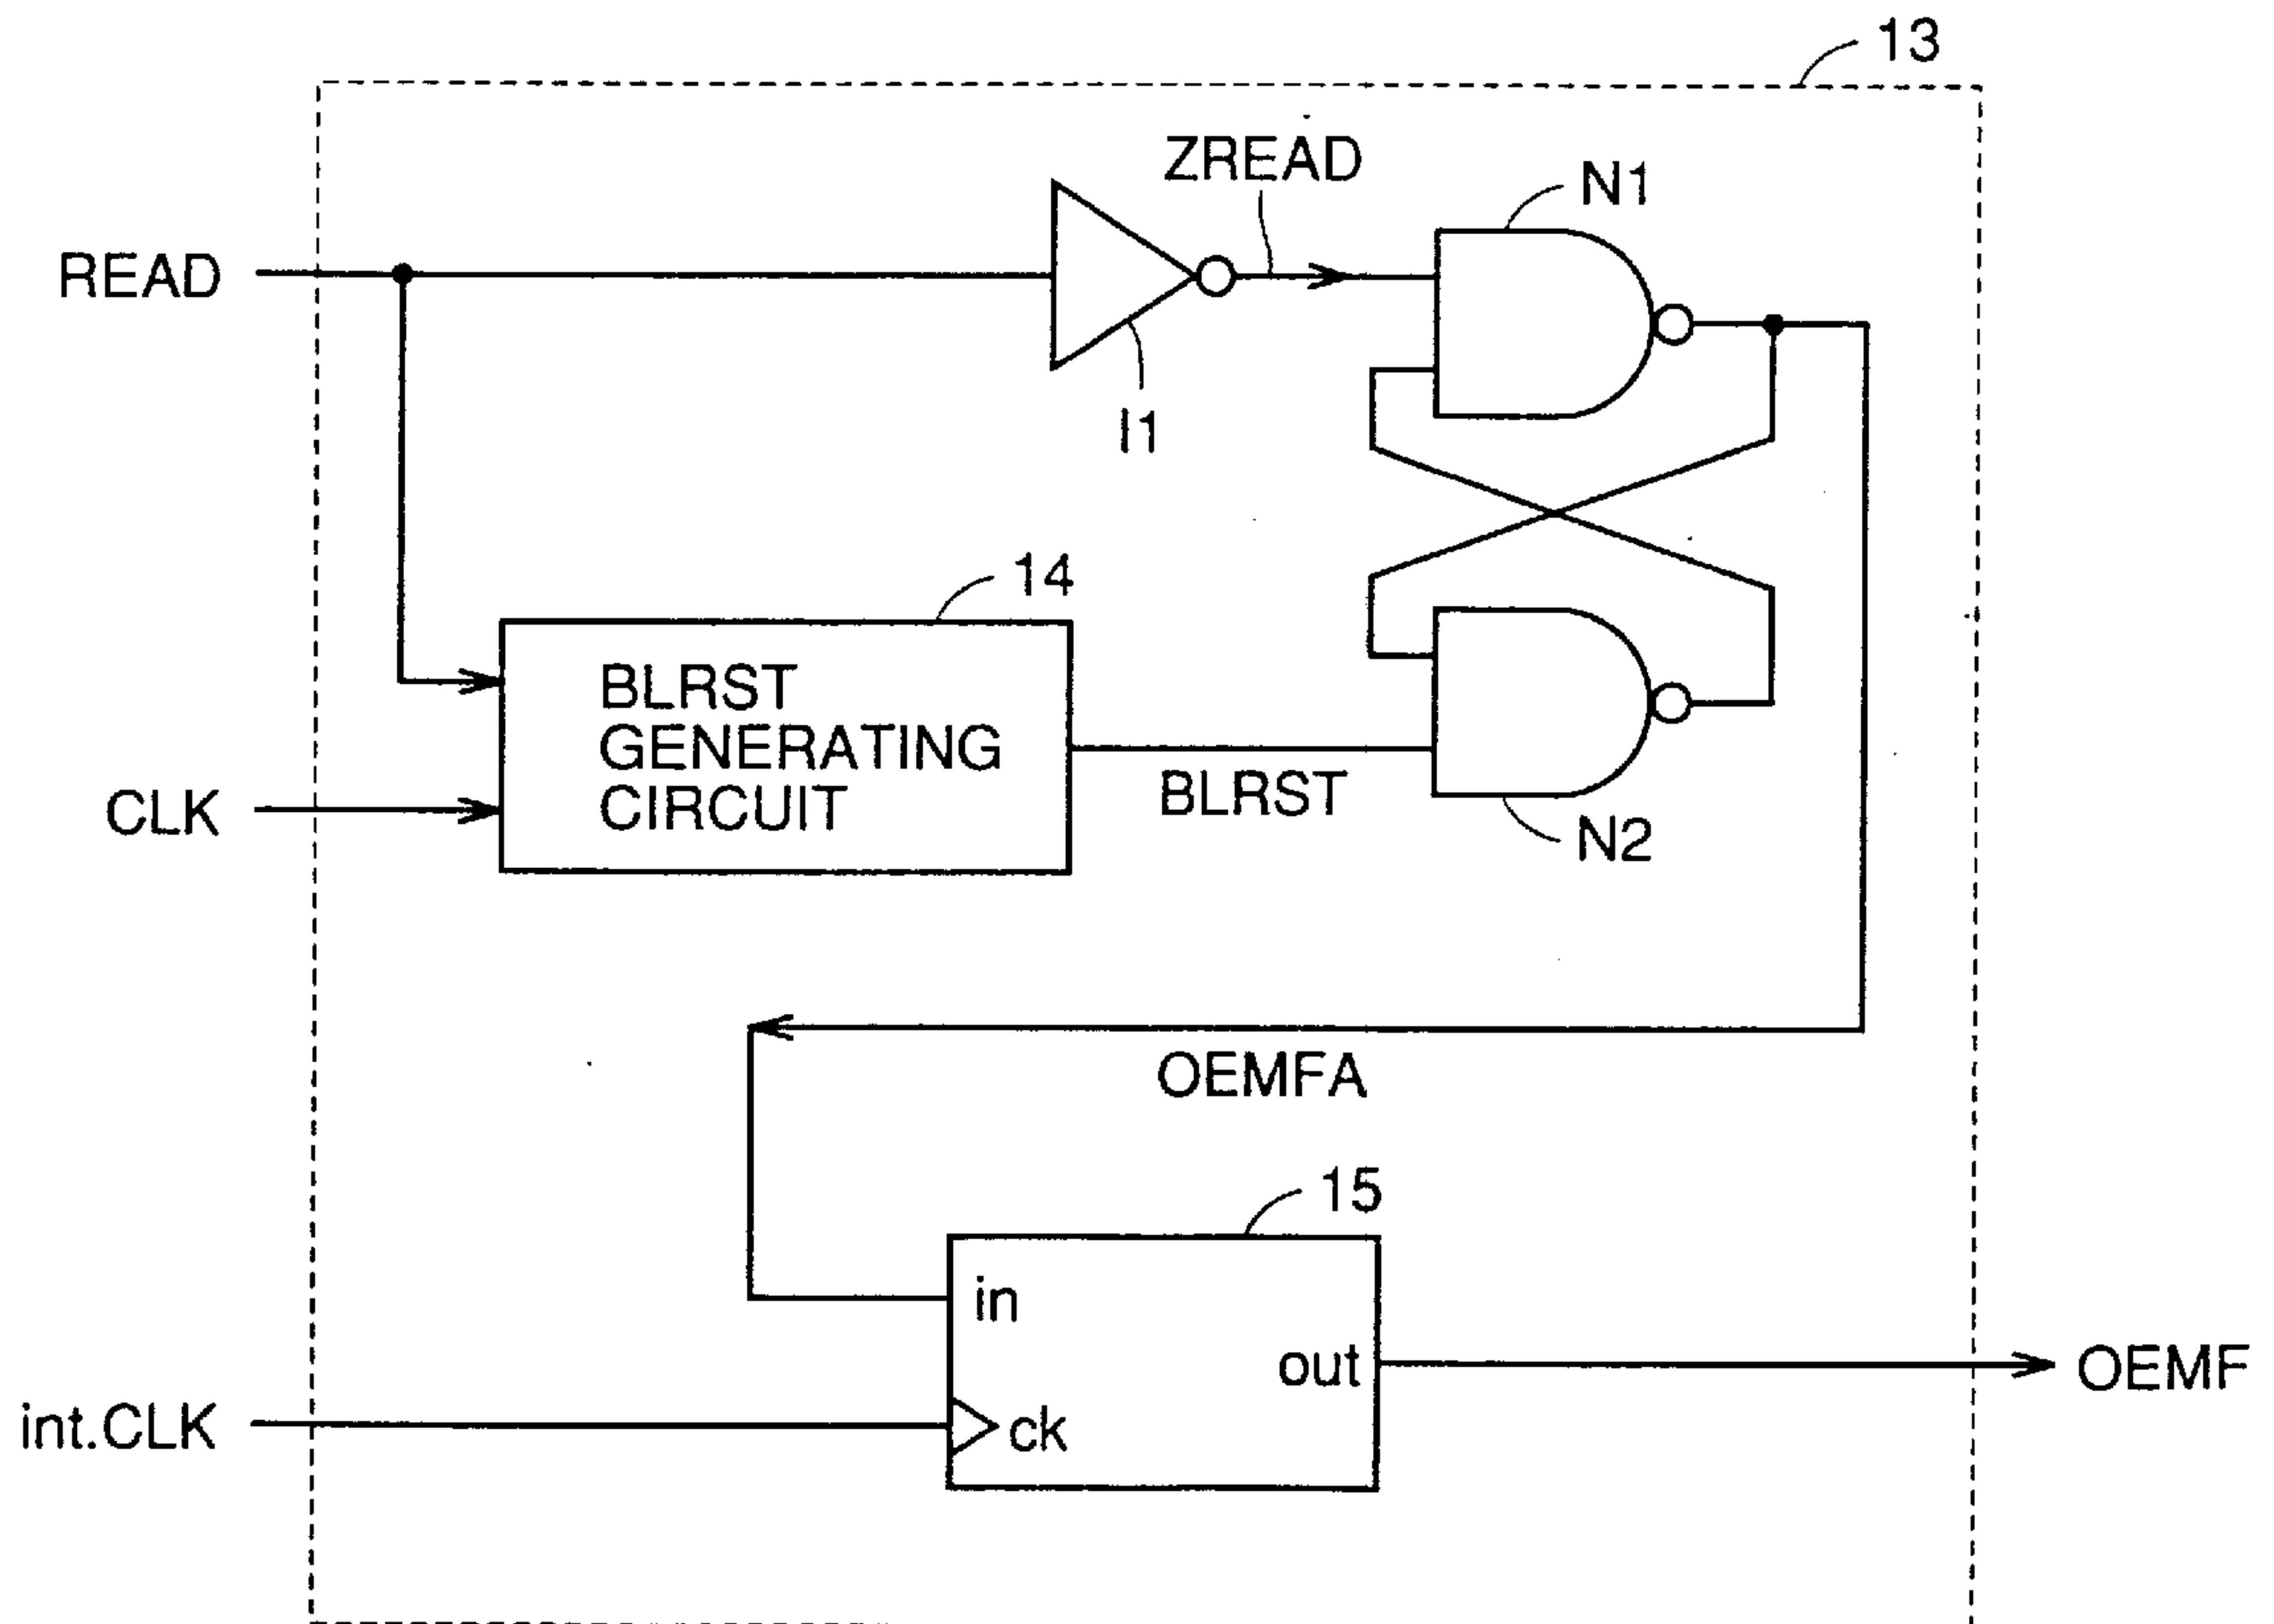 13
ZREAD
N1
READ
I1
14
BLRST
GENERATING
CIRCUIT
CLK
BLRST
N2
OEMFA
15
in
out
OEMF
int.CLK
ck